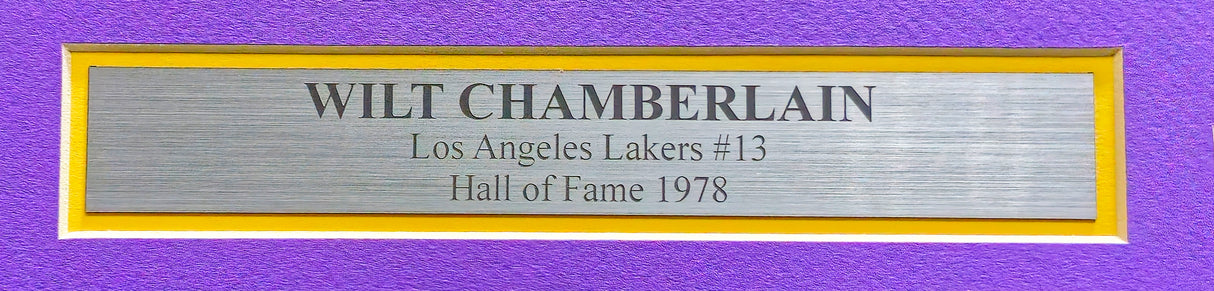 WILT CHAMBERLAIN
Los Angeles Lakers #13
Hall of Fame 1978